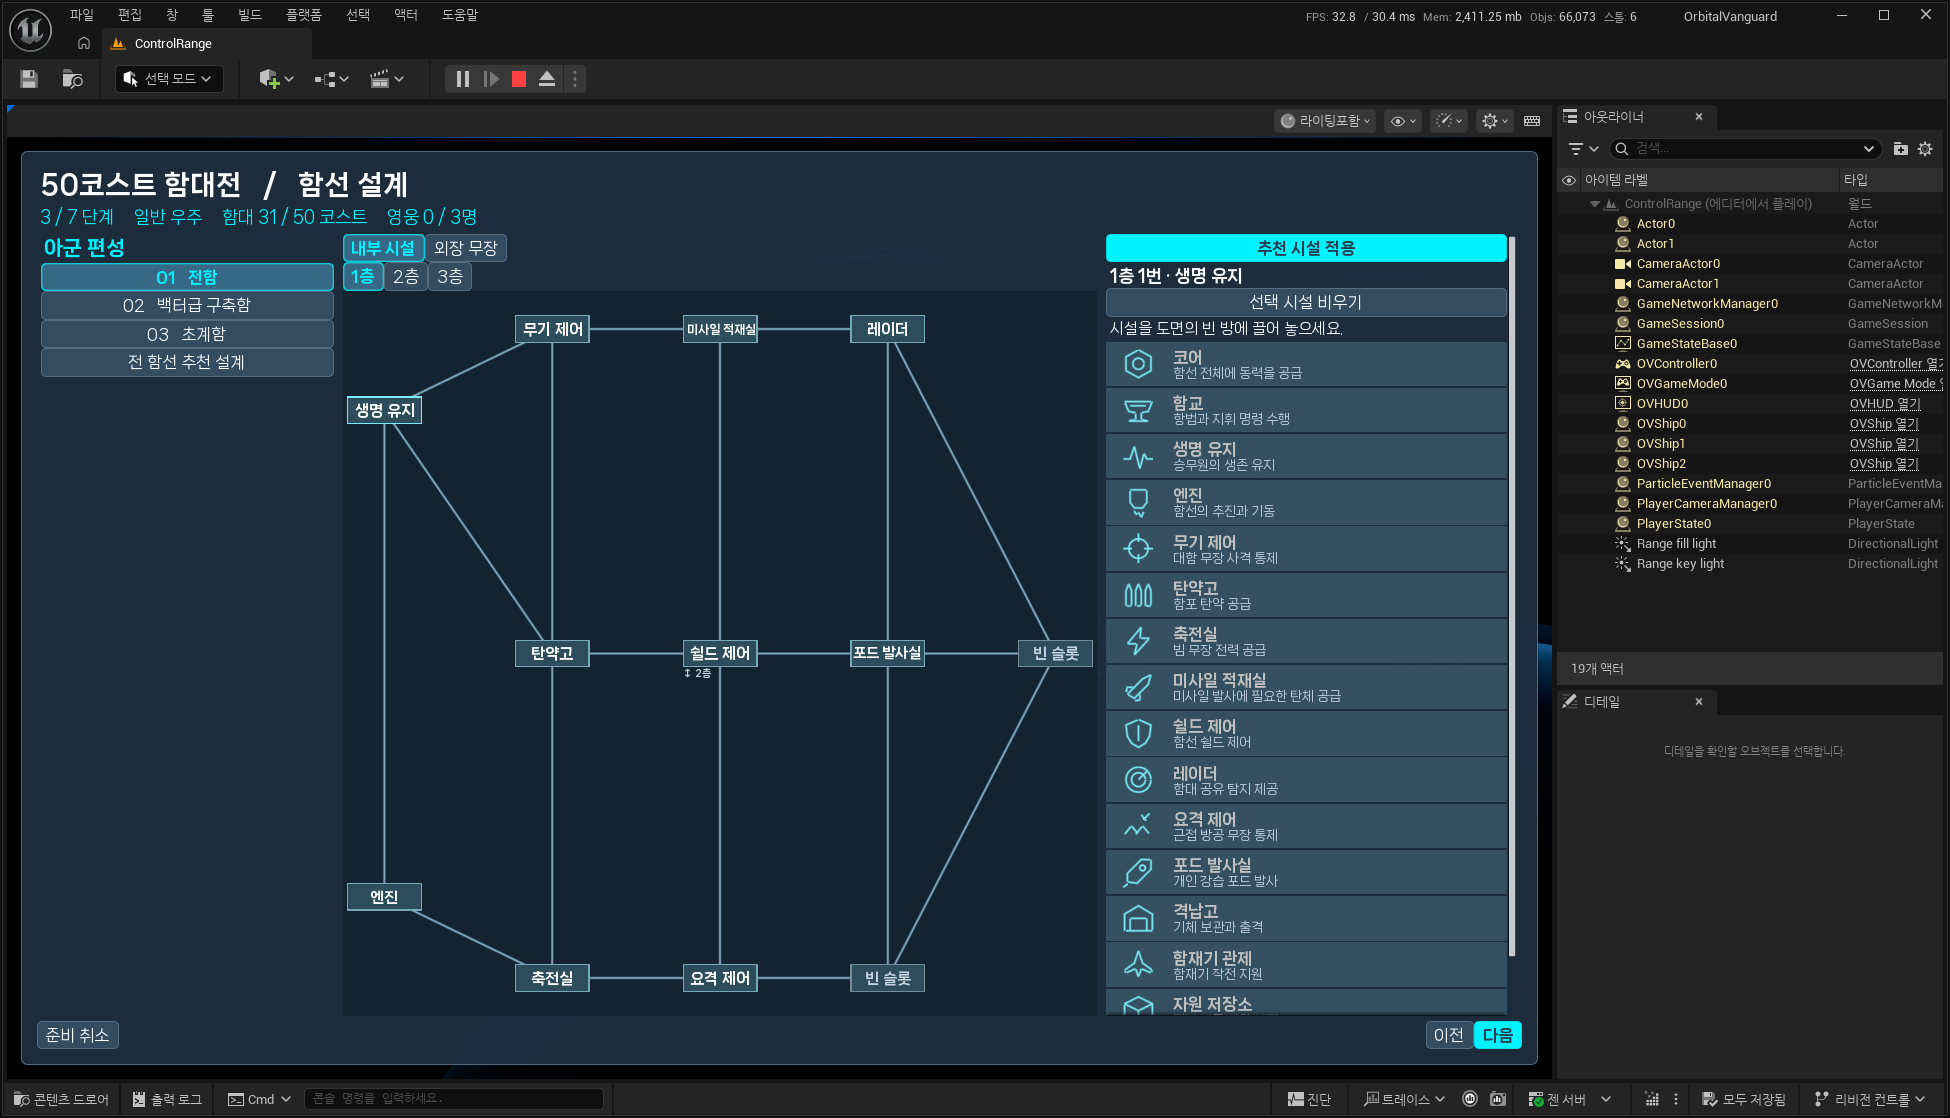 파일 편집 창 툴 빌드 플랫폼 선택 액터 도움말
FPS: 32.8 / 30.4 ms Mem: 2,411.25 mb Objs: 66,073 스톨: 6
OrbitalVanguard
ControlRange
선택 모드
라이팅포함
50코스트 함대전 / 함선 설계
3 / 7 단계 일반 우주 함대 31 / 50 코스트 영웅 0 / 3명
아군 편성
01 전함
02 백터급 구축함
03 초계함
전 함선 추천 설계
내부 시설 외장 무장
1층 2층 3층
무기 제어
미사일 적재실
레이더
생명 유지
탄약고
쉴드 제어
↕ 2층
포드 발사실
빈 슬롯
엔진
축전실
요격 제어
빈 슬롯
추천 시설 적용
1층 1번 · 생명 유지
선택 시설 비우기
시설을 도면의 빈 방에 끌어 놓으세요.
코어
함선 전체에 동력을 공급
함교
항법과 지휘 명령 수행
생명 유지
승무원의 생존 유지
엔진
함선의 추진과 기동
무기 제어
대함 무장 사격 통제
탄약고
함포 탄약 공급
축전실
빔 무장 전력 공급
미사일 적재실
미사일 발사에 필요한 탄체 공급
쉴드 제어
함선 쉴드 제어
레이더
함대 공유 탐지 제공
요격 제어
근접 방공 무장 통제
포드 발사실
개인 강습 포드 발사
격납고
기체 보관과 출격
함재기 관제
함재기 작전 지원
자원 저장소
준비 취소
이전
다음
아웃라이너
검색...
아이템 라벨 타입
ControlRange (에디터에서 플레이) 월드
Actor0 Actor
Actor1 Actor
CameraActor0 CameraActor
CameraActor1 CameraActor
GameNetworkManager0 GameNetworkM
GameSession0 GameSession
GameStateBase0 GameStateBase
OVController0 OVController 열기
OVGameMode0 OVGame Mode
OVHUD0 OVHUD 열기
OVShip0 OVShip 열기
OVShip1 OVShip 열기
OVShip2 OVShip 열기
ParticleEventManager0 ParticleEventMa
PlayerCameraManager0 PlayerCameraM
PlayerState0 PlayerState
Range fill light DirectionalLight
Range key light DirectionalLight
19개 액터
디테일
디테일을 확인할 오브젝트를 선택합니다.
콘텐츠 드로어
출력 로그
Cmd
콘솔 명령을 입력하세요.
진단
트레이스
젠 서버
모두 저장됨
리비전 컨트롤